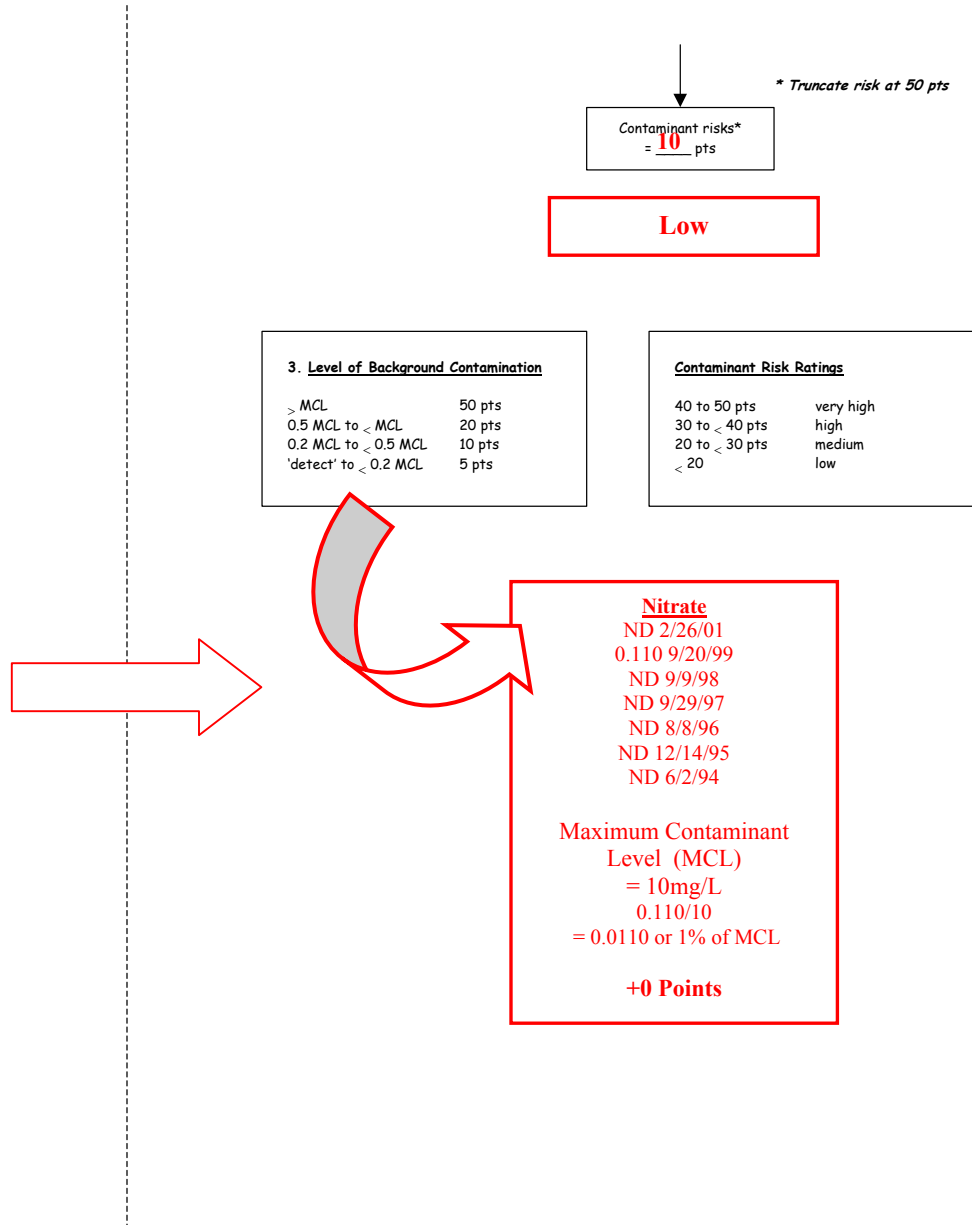 * Truncate risk at 50 pts
Contaminant risks*
= 10 pts
Low
3. Level of Background Contamination
> MCL 50 pts
0.5 MCL to < MCL 20 pts
0.2 MCL to < 0.5 MCL 10 pts
'detect' to < 0.2 MCL 5 pts
Contaminant Risk Ratings
40 to 50 pts very high
30 to < 40 pts high
20 to < 30 pts medium
< 20 low
Nitrate
ND 2/26/01
0.110 9/20/99
ND 9/9/98
ND 9/29/97
ND 8/8/96
ND 12/14/95
ND 6/2/94
Maximum Contaminant
Level (MCL)
= 10mg/L
0.110/10
= 0.0110 or 1% of MCL
+0 Points